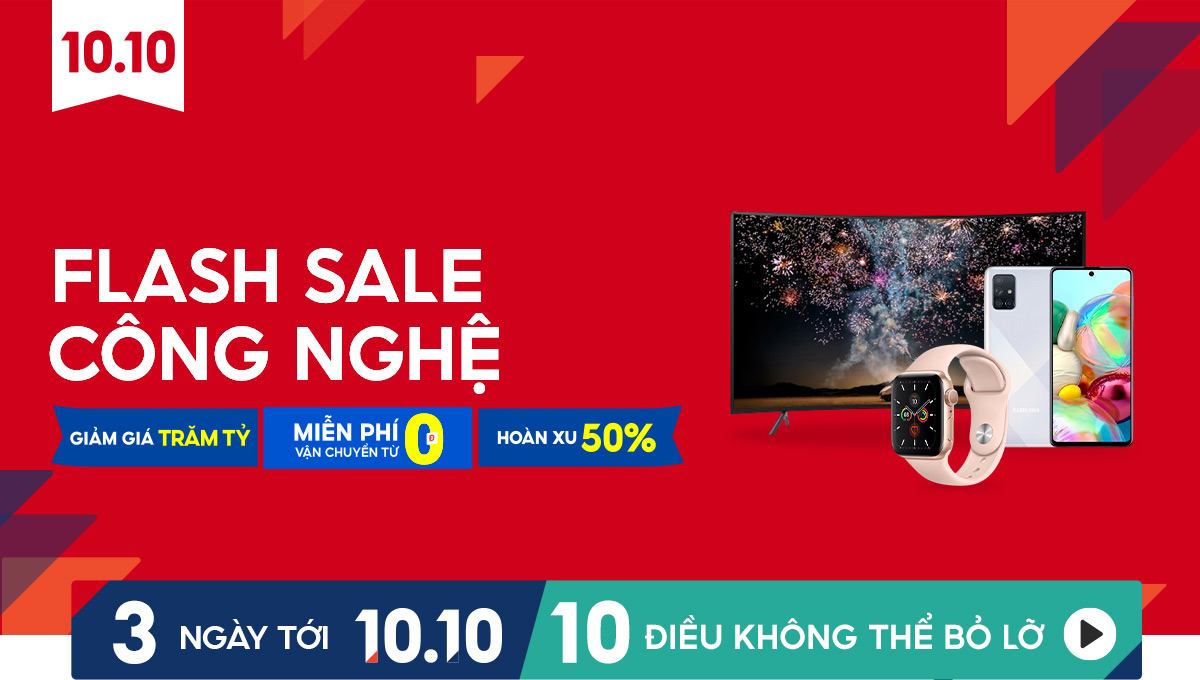 10.10
FLASH SALE
CÔNG NGHỆ
GIẢM GIÁ TRĂM TỶ
MIỄN PHÍ
VẬN CHUYỂN TỪ 0Đ
HOÀN XU 50%
SAMSUNG
3 NGÀY TỚI 10.10
10 ĐIỀU KHÔNG THỂ BỎ LỠ